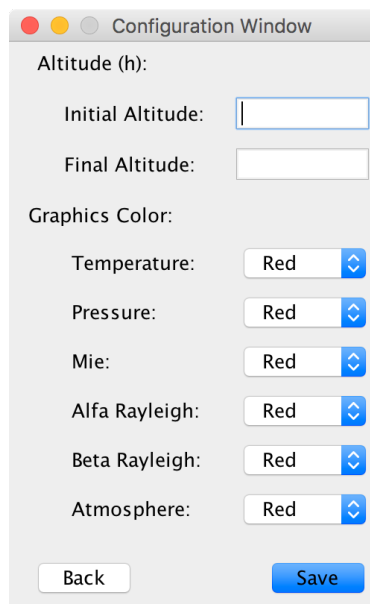 Configuration Window
Altitude (h):
Initial Altitude:
Final Altitude:
Graphics Color:
Temperature: Red
Pressure: Red
Mie: Red
Alfa Rayleigh: Red
Beta Rayleigh: Red
Atmosphere: Red
Back Save